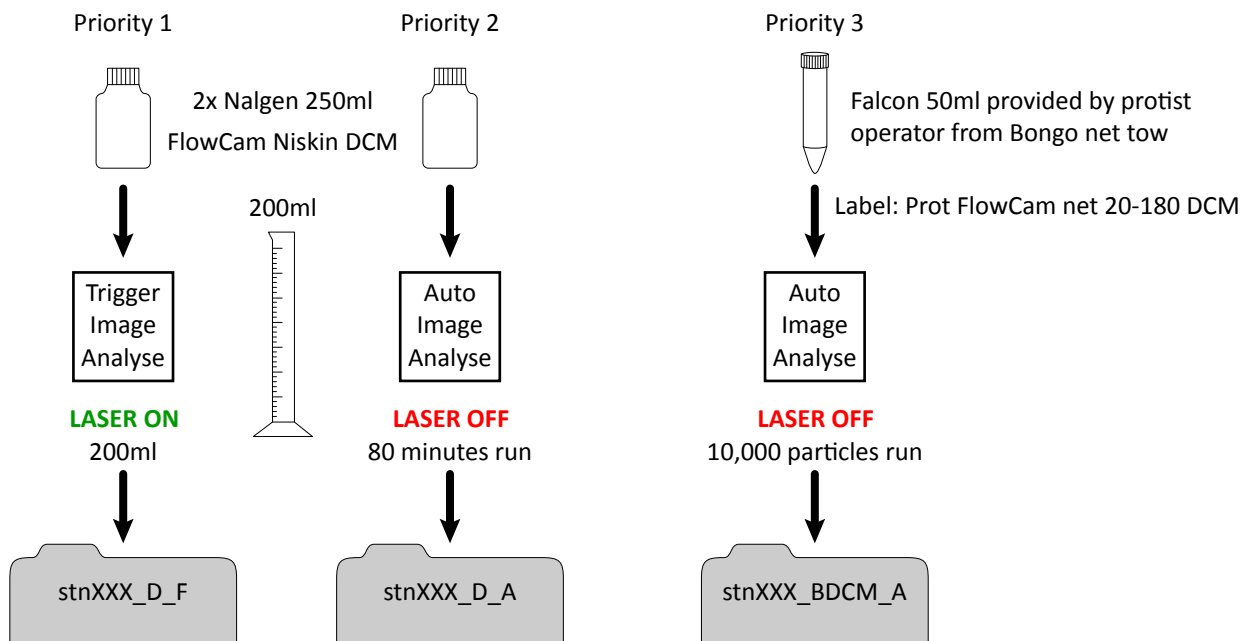 Priority 1
Priority 2
Priority 3
2x Nalgen 250ml
FlowCam Niskin DCM
Falcon 50ml provided by protist
operator from Bongo net tow
200ml
Label: Prot FlowCam net 20-180 DCM
Trigger
Image
Analyse
Auto
Image
Analyse
Auto
Image
Analyse
LASER ON
200ml
LASER OFF
80 minutes run
LASER OFF
10,000 particles run
stnXXX_D_F
stnXXX_D_A
stnXXX_BDCM_A